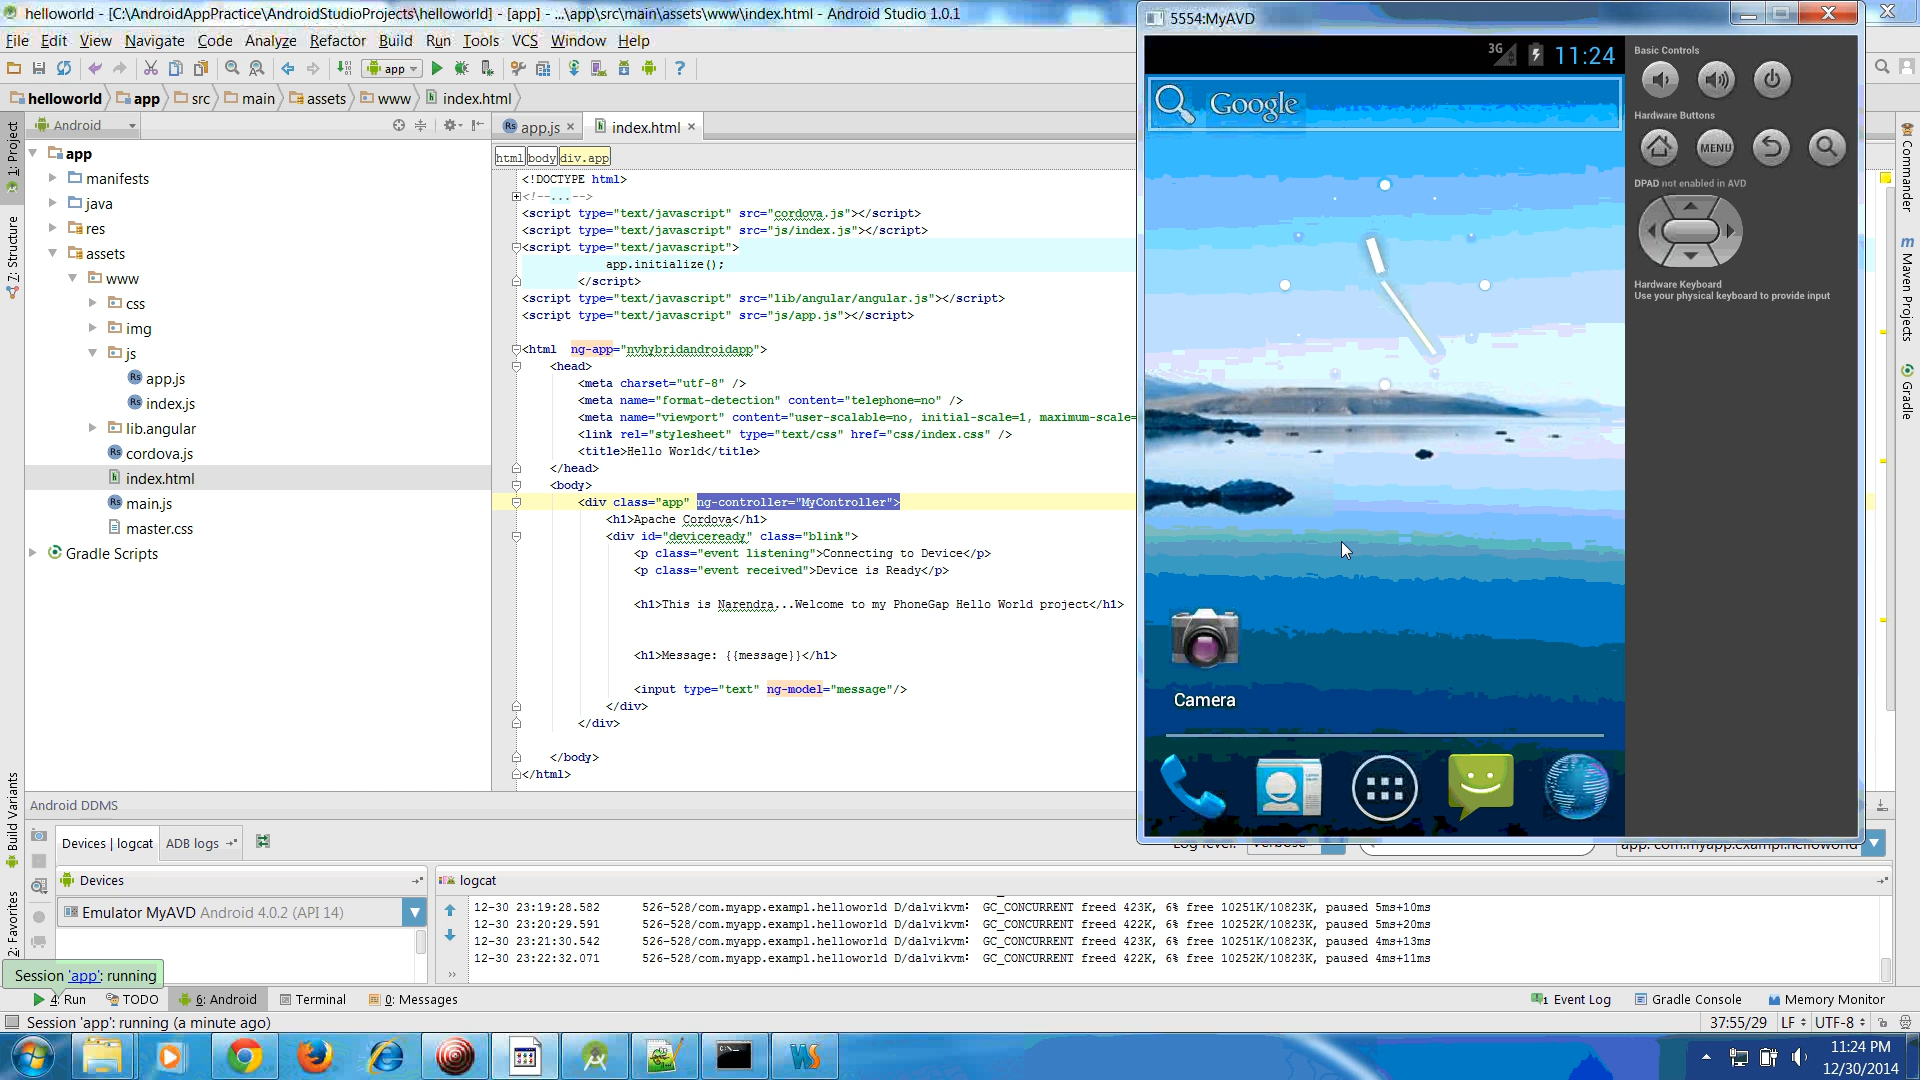 helloworld - [C:\AndroidAppPractice\AndroidStudioProjects\helloworld] - [app] - ...\app\src\main\assets\www\index.html - Android Studio 1.0.1
File Edit View Navigate Code Analyze Refactor Build Run Tools VCS Window Help
app
helloworld app src main assets www index.html
1: Project
7: Structure
Build Variants
2: Favorites
Android
app
manifests
java
res
assets
www
css
img
js
app.js
index.js
lib.angular
cordova.js
index.html
main.js
master.css
Gradle Scripts
app.js index.html
html body div.app
<!DOCTYPE html>
<!--...-->
<script type="text/javascript" src="cordova.js"></script>
<script type="text/javascript" src="js/index.js"></script>
<script type="text/javascript">
app.initialize();
</script>
<script type="text/javascript" src="lib/angular/angular.js"></script>
<script type="text/javascript" src="js/app.js"></script>
<html ng-app="nvhybridandroidapp">
<head>
<meta charset="utf-8" />
<meta name="format-detection" content="telephone=no" />
<meta name="viewport" content="user-scalable=no, initial-scale=1, maximum-scale=
<link rel="stylesheet" type="text/css" href="css/index.css" />
<title>Hello World</title>
</head>
<body>
<div class="app" ng-controller="MyController">
<h1>Apache Cordova</h1>
<div id="deviceready" class="blink">
<p class="event listening">Connecting to Device</p>
<p class="event received">Device is Ready</p>
<h1>This is Narendra...Welcome to my PhoneGap Hello World project</h1>
<h1>Message: {{message}}</h1>
<input type="text" ng-model="message"/>
</div>
</div>
</body>
</html>
5554:MyAVD
3G 11:24
Google
Camera
Basic Controls
Hardware Buttons
MENU
DPAD not enabled in AVD
Hardware Keyboard
Use your physical keyboard to provide input
Commander
m Maven Projects
Gradle
Android DDMS
Devices | logcat ADB logs
Log level: Verbose
app: com.myapp.exampl.helloworld
Devices
Emulator MyAVD Android 4.0.2 (API 14)
logcat
12-30 23:19:28.582 526-528/com.myapp.exampl.helloworld D/dalvikvm: GC_CONCURRENT freed 423K, 6% free 10251K/10823K, paused 5ms+10ms
12-30 23:20:29.591 526-528/com.myapp.exampl.helloworld D/dalvikvm: GC_CONCURRENT freed 422K, 6% free 10252K/10823K, paused 5ms+20ms
12-30 23:21:30.542 526-528/com.myapp.exampl.helloworld D/dalvikvm: GC_CONCURRENT freed 423K, 6% free 10251K/10823K, paused 4ms+13ms
12-30 23:22:32.071 526-528/com.myapp.exampl.helloworld D/dalvikvm: GC_CONCURRENT freed 422K, 6% free 10252K/10823K, paused 4ms+11ms
Session 'app': running
4: Run TODO 6: Android Terminal 0: Messages
1 Event Log Gradle Console Memory Monitor
Session 'app': running (a minute ago)
37:55/29 LF UTF-8
11:24 PM
12/30/2014